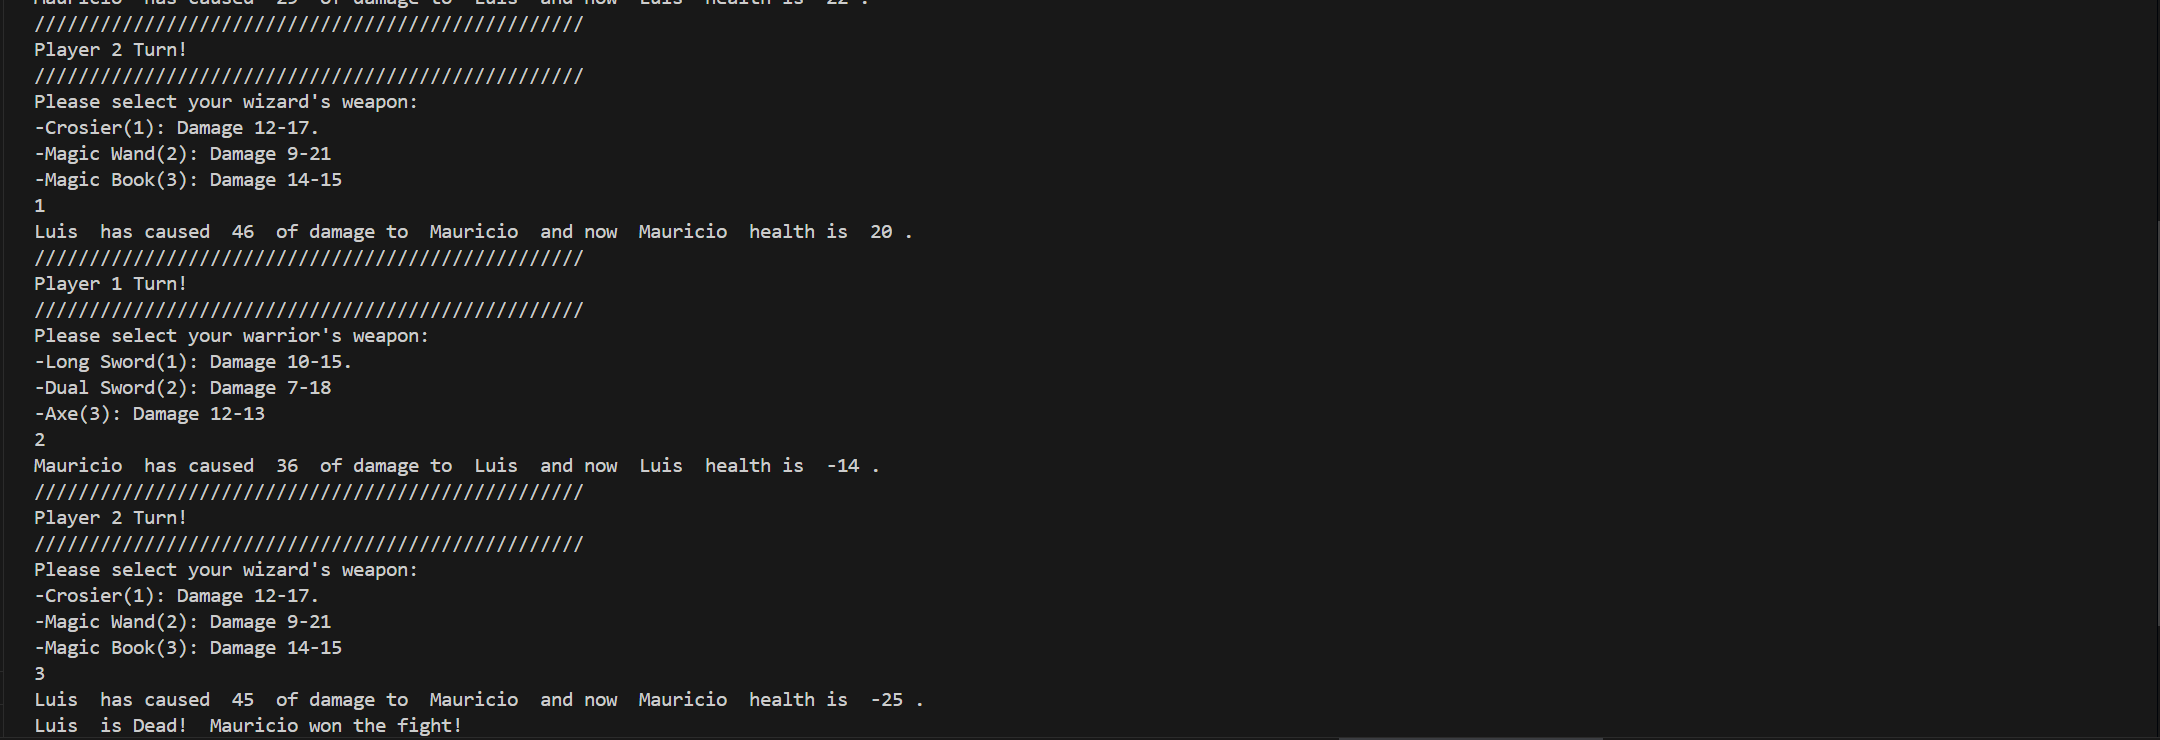 Mauricio  has caused  29  of damage to  Luis  and now  Luis  health is  22 .
//////////////////////////////////////////////////
Player 2 Turn!
//////////////////////////////////////////////////
Please select your wizard's weapon:
-Crosier(1): Damage 12-17.
-Magic Wand(2): Damage 9-21
-Magic Book(3): Damage 14-15
1
Luis  has caused  46  of damage to  Mauricio  and now  Mauricio  health is  20 .
//////////////////////////////////////////////////
Player 1 Turn!
//////////////////////////////////////////////////
Please select your warrior's weapon:
-Long Sword(1): Damage 10-15.
-Dual Sword(2): Damage 7-18
-Axe(3): Damage 12-13
2
Mauricio  has caused  36  of damage to  Luis  and now  Luis  health is  -14 .
//////////////////////////////////////////////////
Player 2 Turn!
//////////////////////////////////////////////////
Please select your wizard's weapon:
-Crosier(1): Damage 12-17.
-Magic Wand(2): Damage 9-21
-Magic Book(3): Damage 14-15
3
Luis  has caused  45  of damage to  Mauricio  and now  Mauricio  health is  -25 .
Luis  is Dead!  Mauricio won the fight!